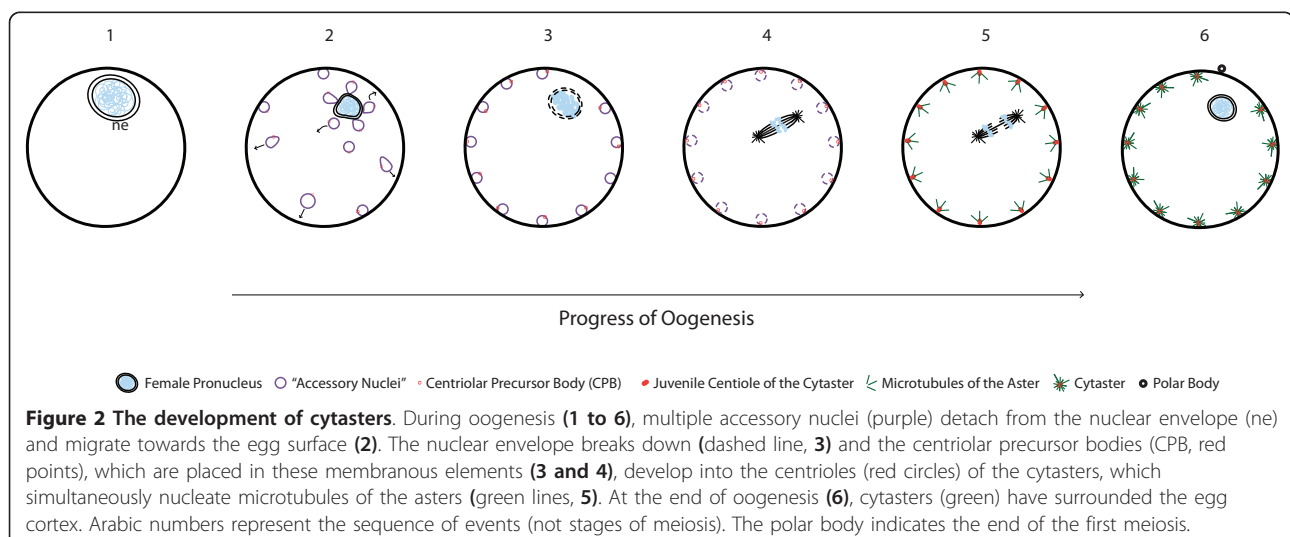 1 2 3 4 5 6
ne
Progress of Oogenesis
Female Pronucleus "Accessory Nuclei" Centriolar Precursor Body (CPB) Juvenile Centiole of the Cytaster Microtubules of the Aster Cytaster Polar Body
Figure 2 The development of cytasters. During oogenesis (1 to 6), multiple accessory nuclei (purple) detach from the nuclear envelope (ne)
and migrate towards the egg surface (2). The nuclear envelope breaks down (dashed line, 3) and the centriolar precursor bodies (CPB, red
points), which are placed in these membranous elements (3 and 4), develop into the centrioles (red circles) of the cytasters, which
simultaneously nucleate microtubules of the asters (green lines, 5). At the end of oogenesis (6), cytasters (green) have surrounded the egg
cortex. Arabic numbers represent the sequence of events (not stages of meiosis). The polar body indicates the end of the first meiosis.